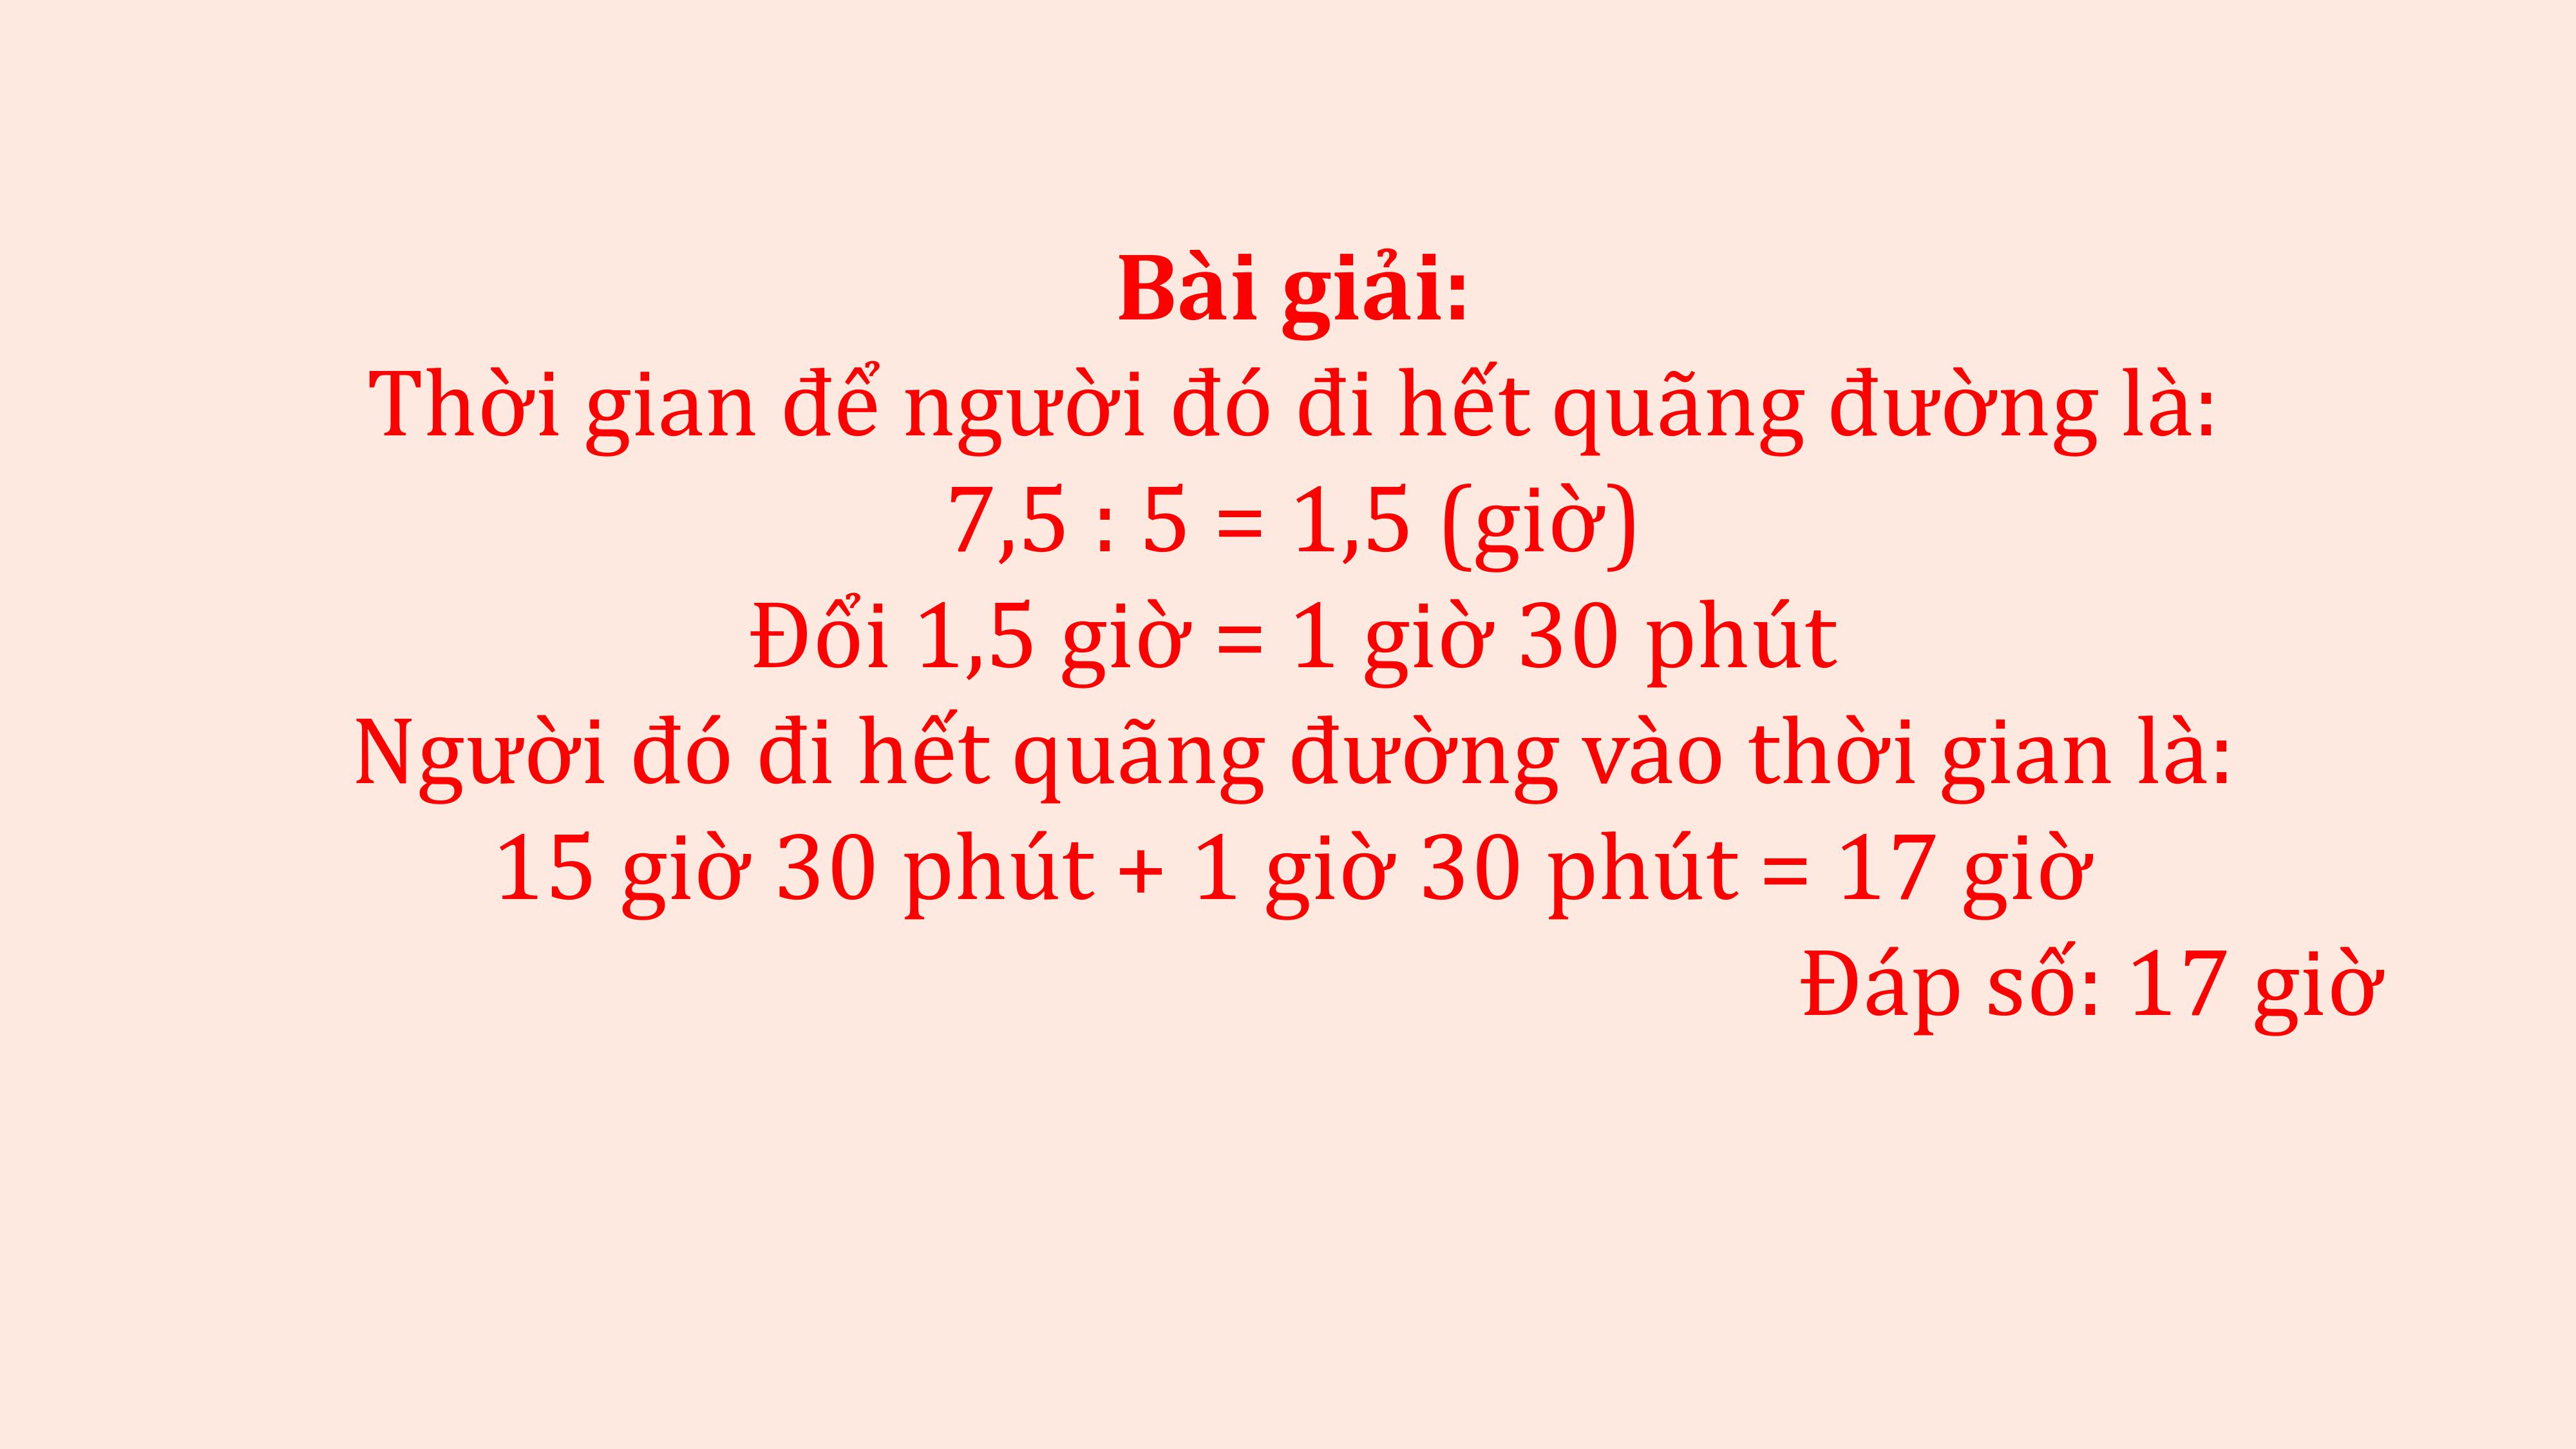 Bài giải:
Thời gian để người đó đi hết quãng đường là:
7,5 : 5 = 1,5 (giờ)
Đổi 1,5 giờ = 1 giờ 30 phút
Người đó đi hết quãng đường vào thời gian là:
15 giờ 30 phút + 1 giờ 30 phút = 17 giờ
Đáp số: 17 giờ